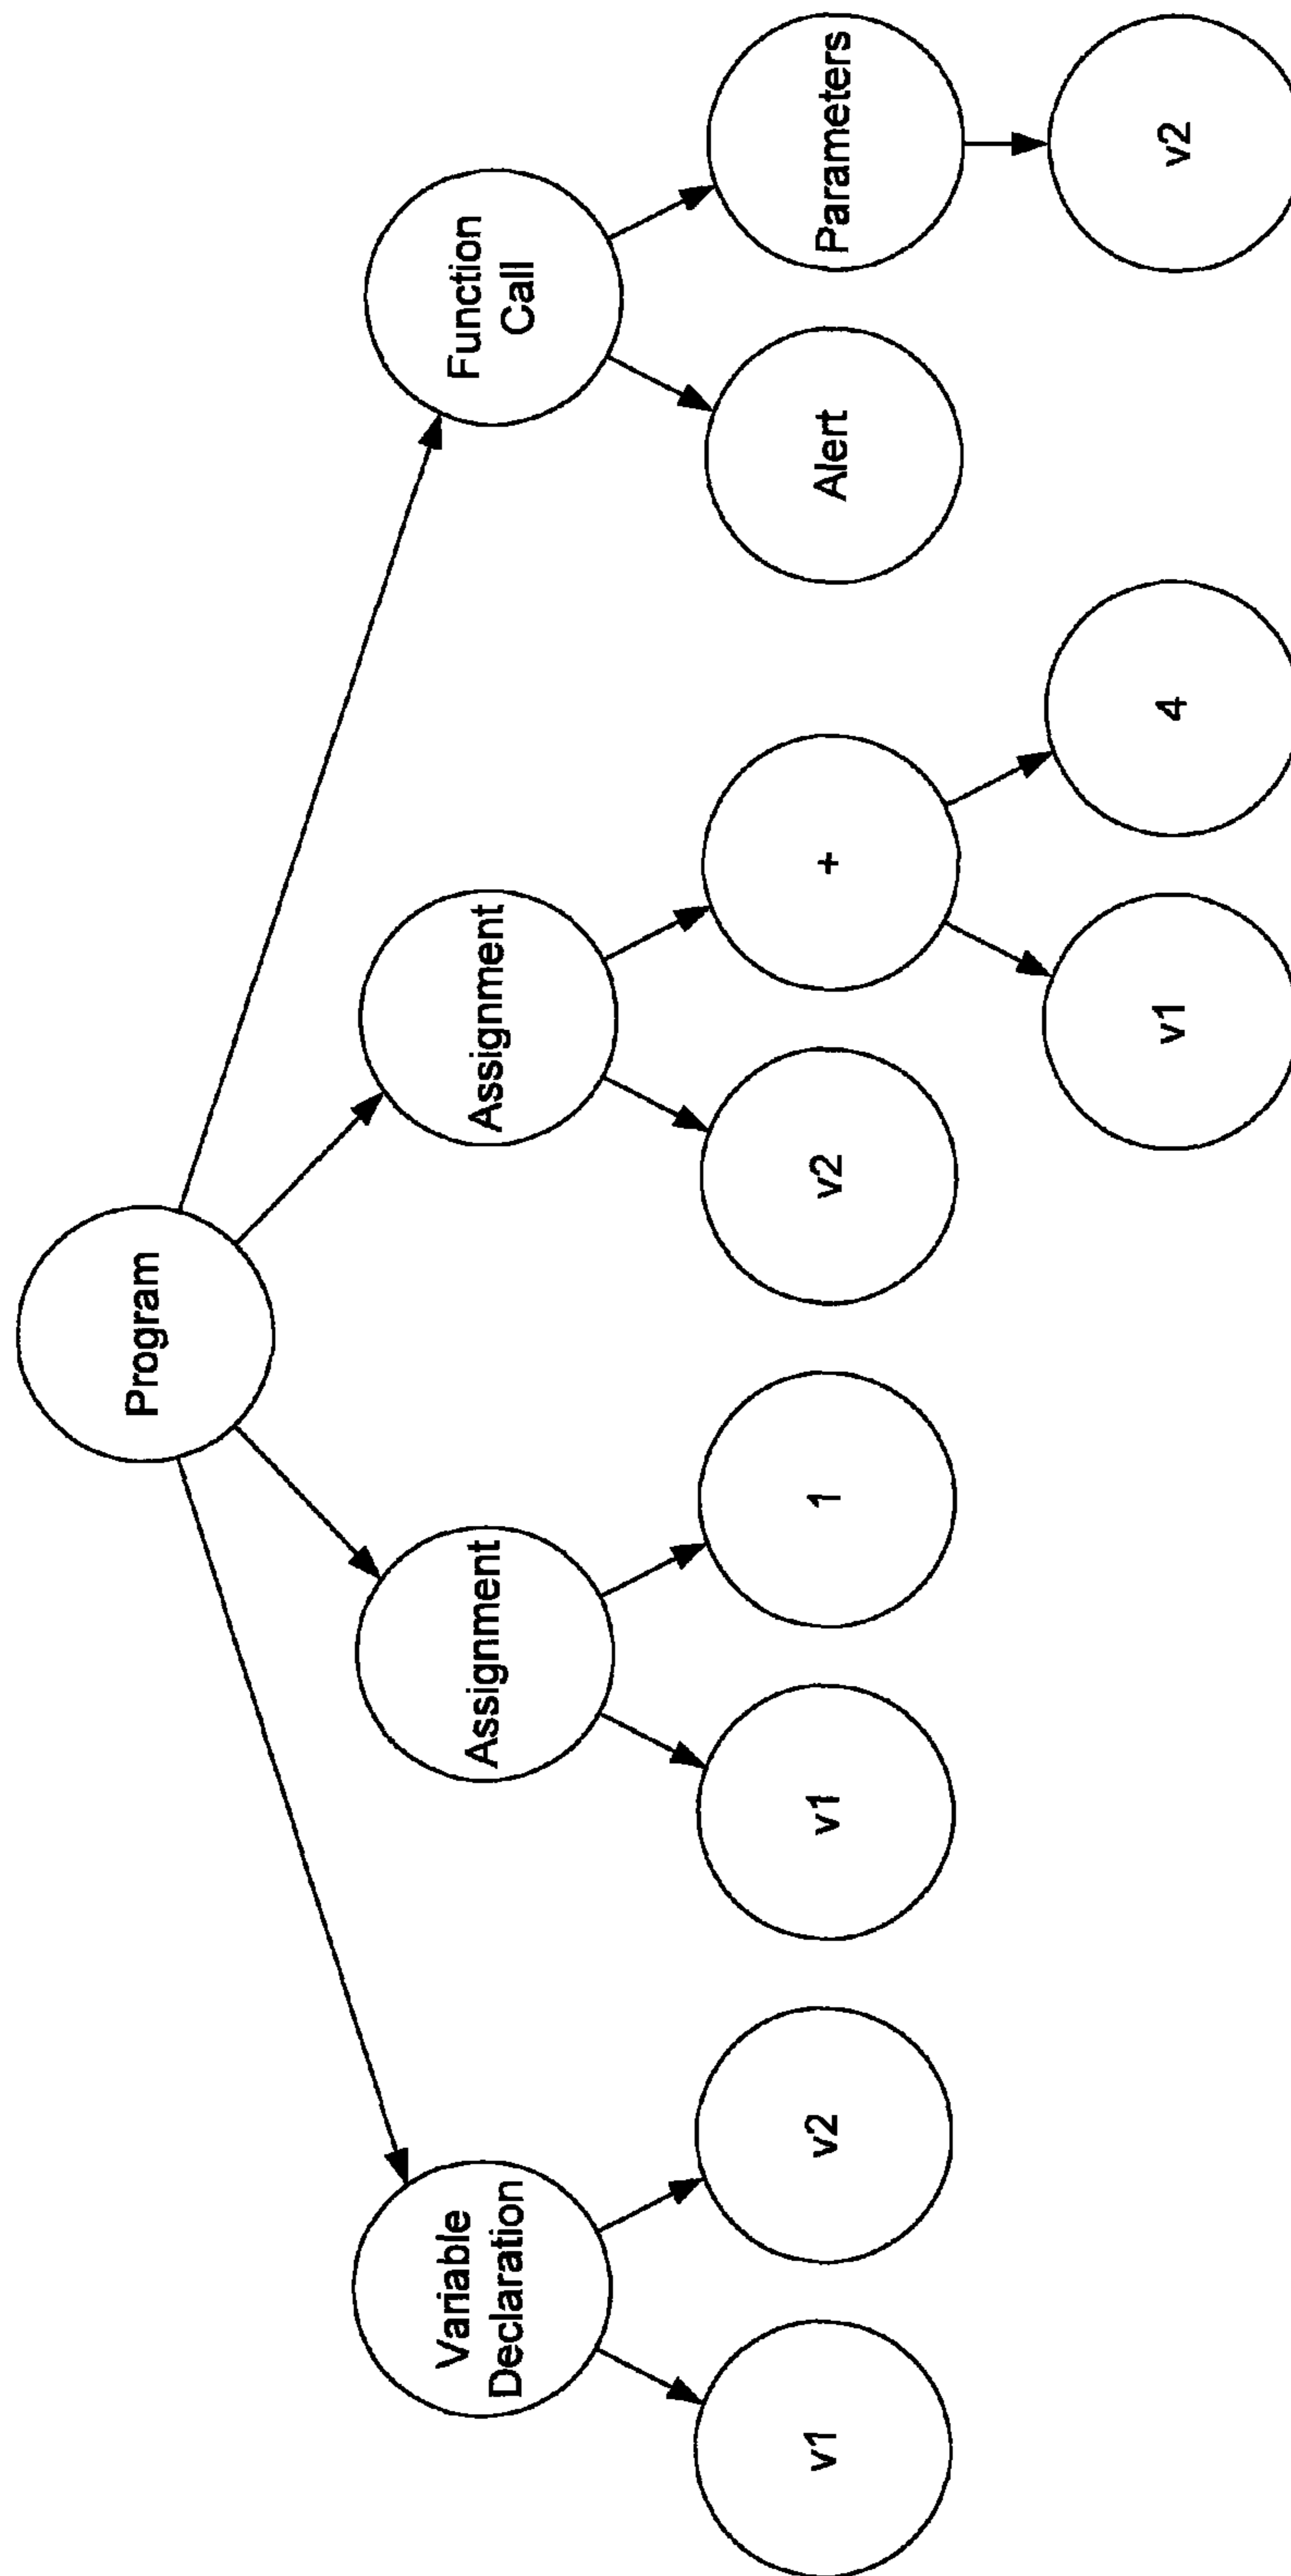 Program
Variable
Declaration
Assignment
Assignment
Function
Call
v1
v2
v1
1
v2
+
Alert
Parameters
v1
4
v2